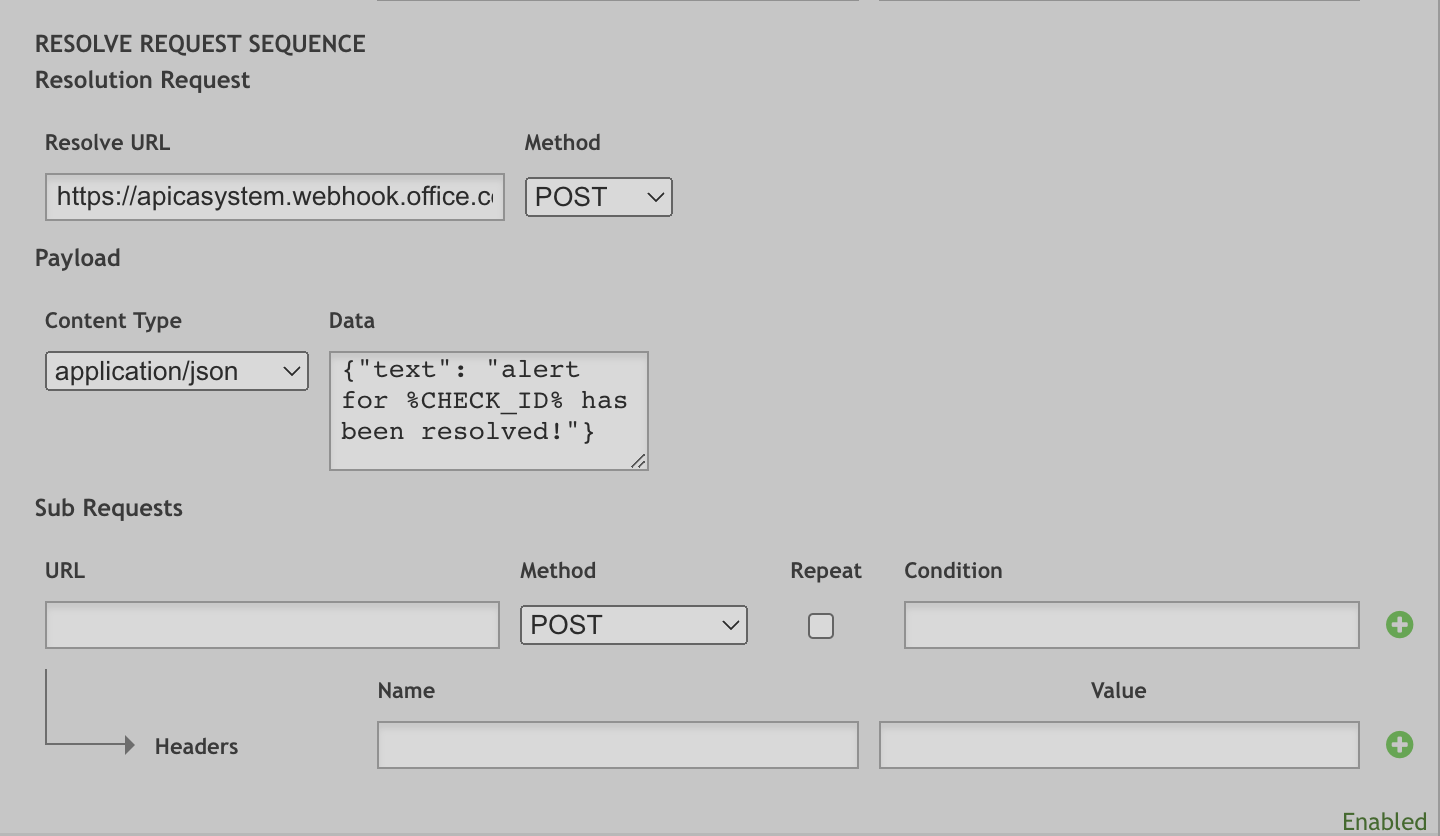 RESOLVE REQUEST SEQUENCE
Resolution Request
Resolve URL Method
https://apicasystem.webhook.office.c POST
Payload
Content Type Data
application/json
{"text": "alert
for %CHECK_ID% has
been resolved!"}
Sub Requests
URL Method Repeat Condition
POST
Name Value
Headers
Enabled